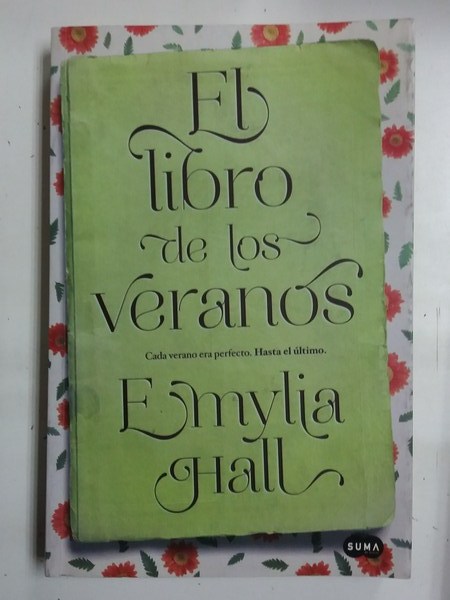 El
libro
de los
veranos
Cada verano era perfecto. Hasta el último.
Emylia
Hall
SUMA